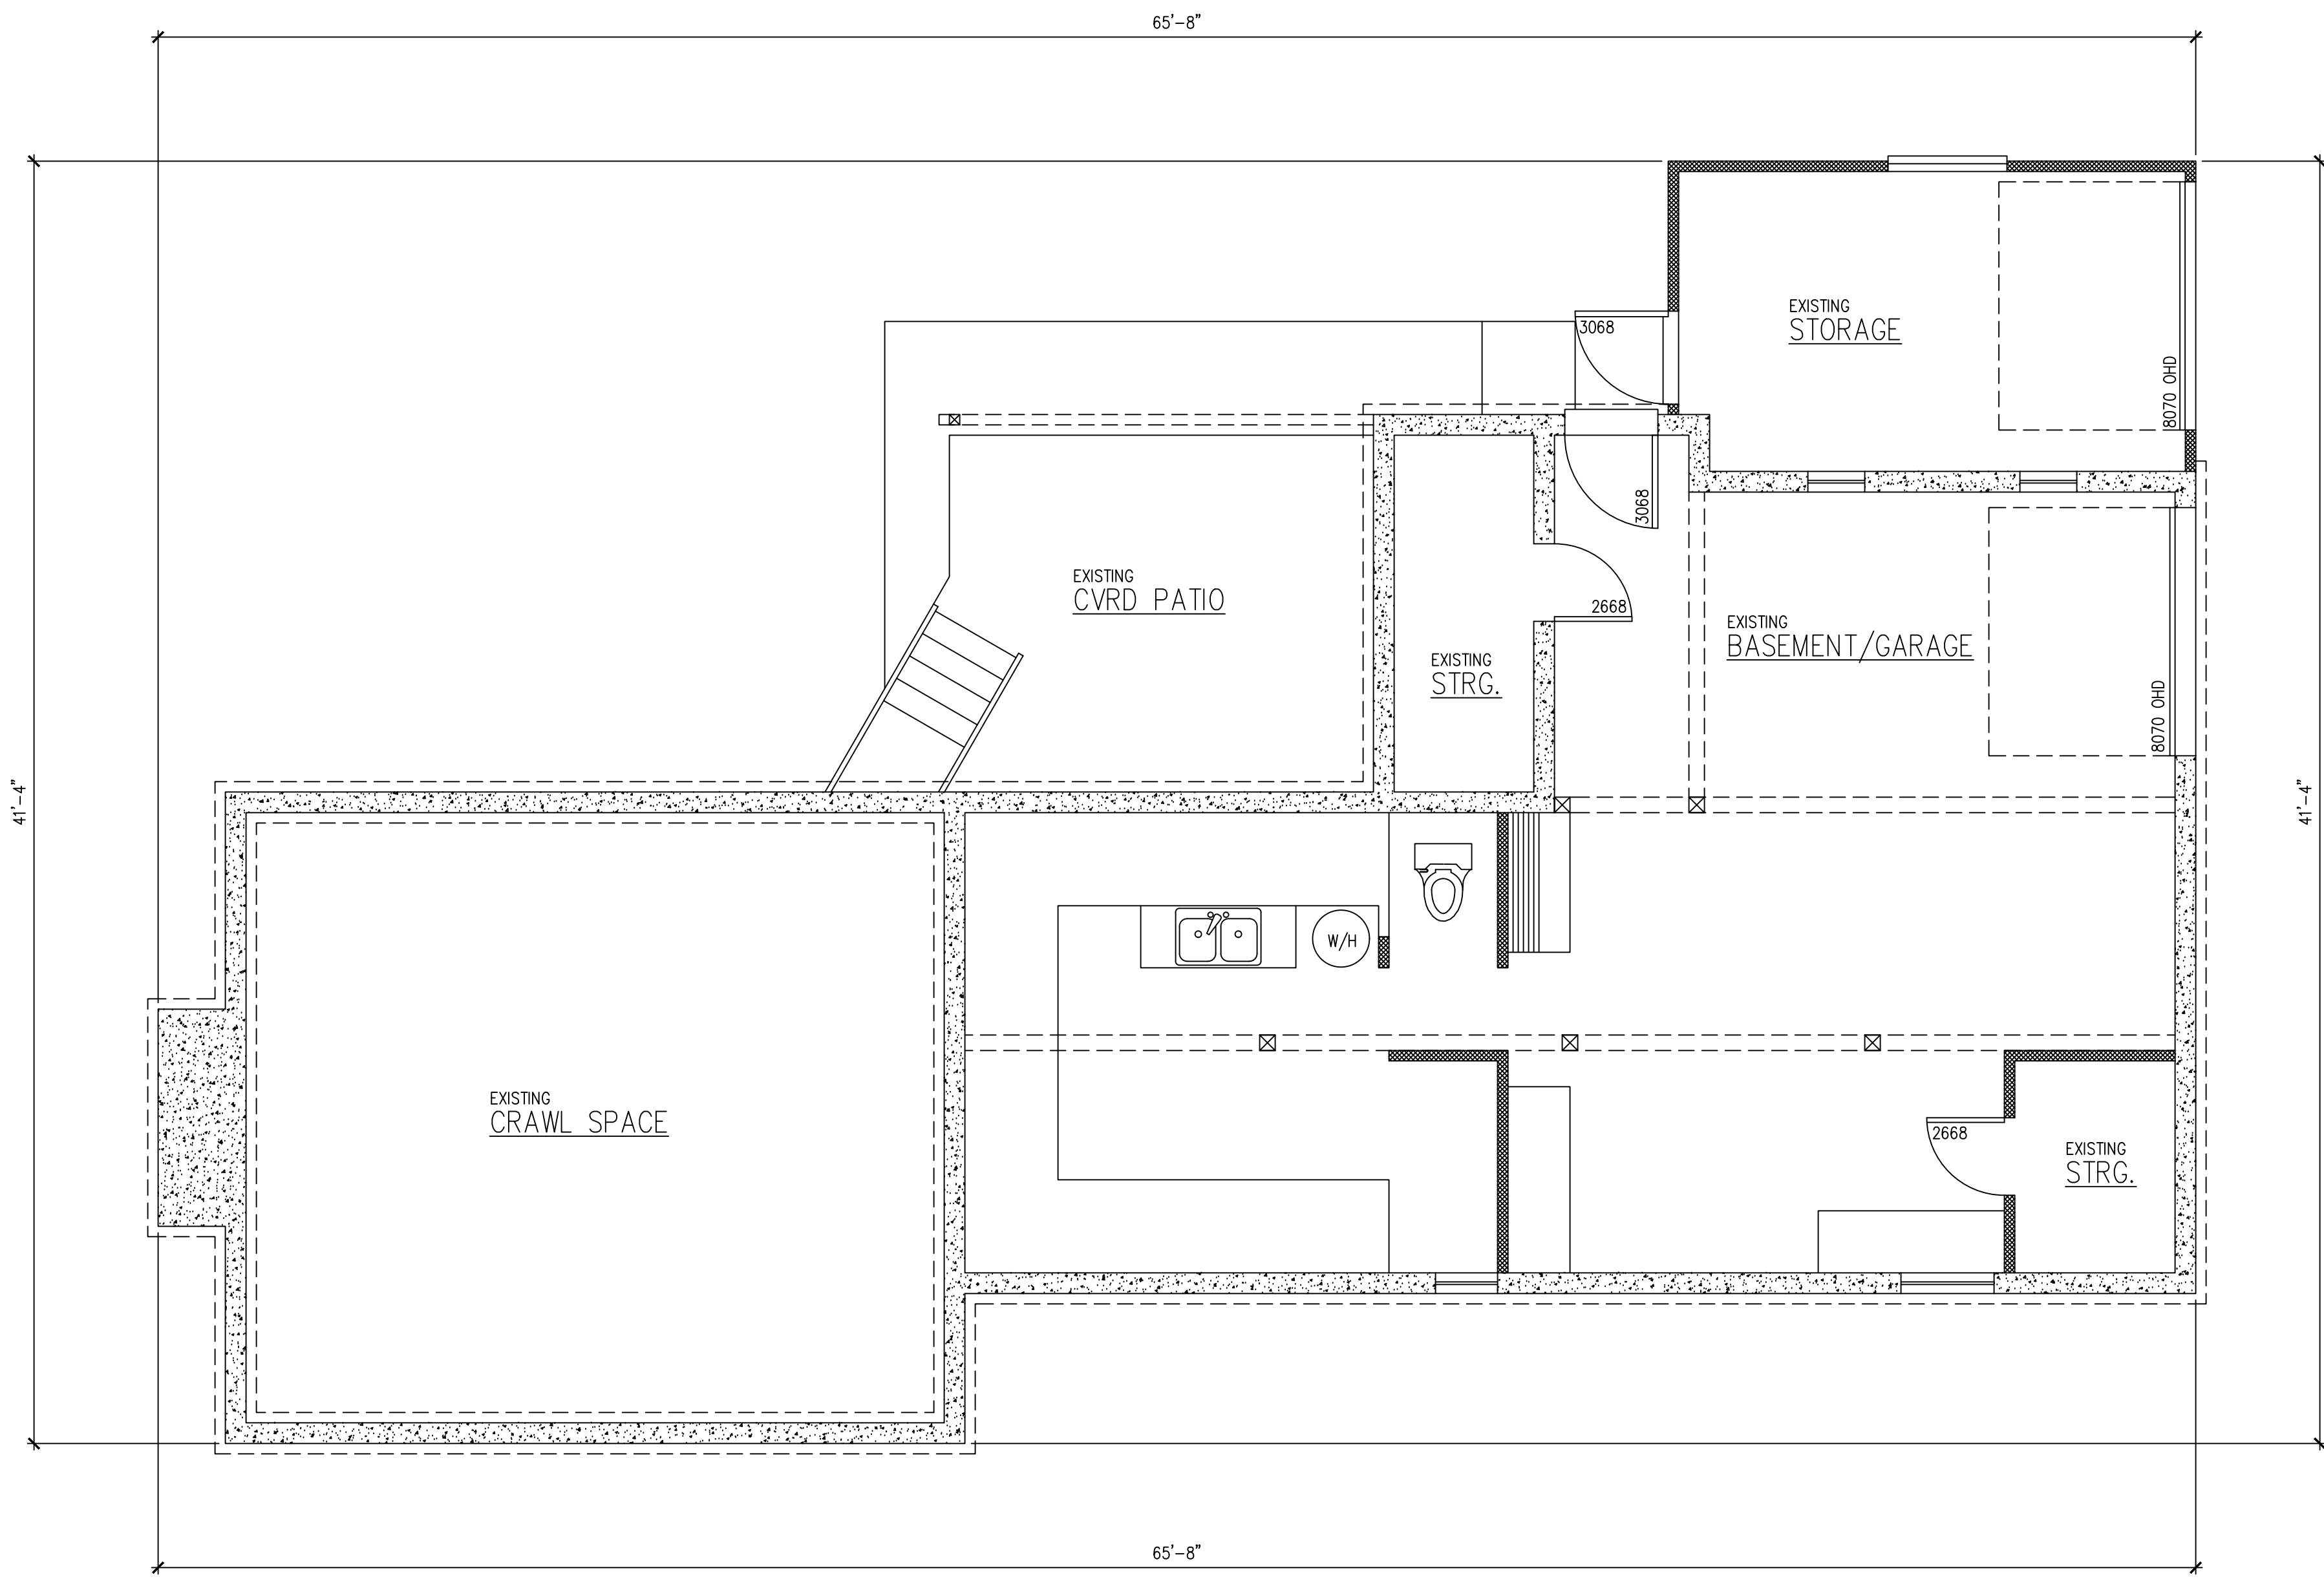 65'-8"
EXISTING
STORAGE
3068
8070 OHD
3068
EXISTING
CVRD PATIO
2668
EXISTING
BASEMENT/GARAGE
EXISTING
STRG.
8070 OHD
41'-4"
41'-4"
W/H
EXISTING
CRAWL SPACE
2668
EXISTING
STRG.
65'-8"